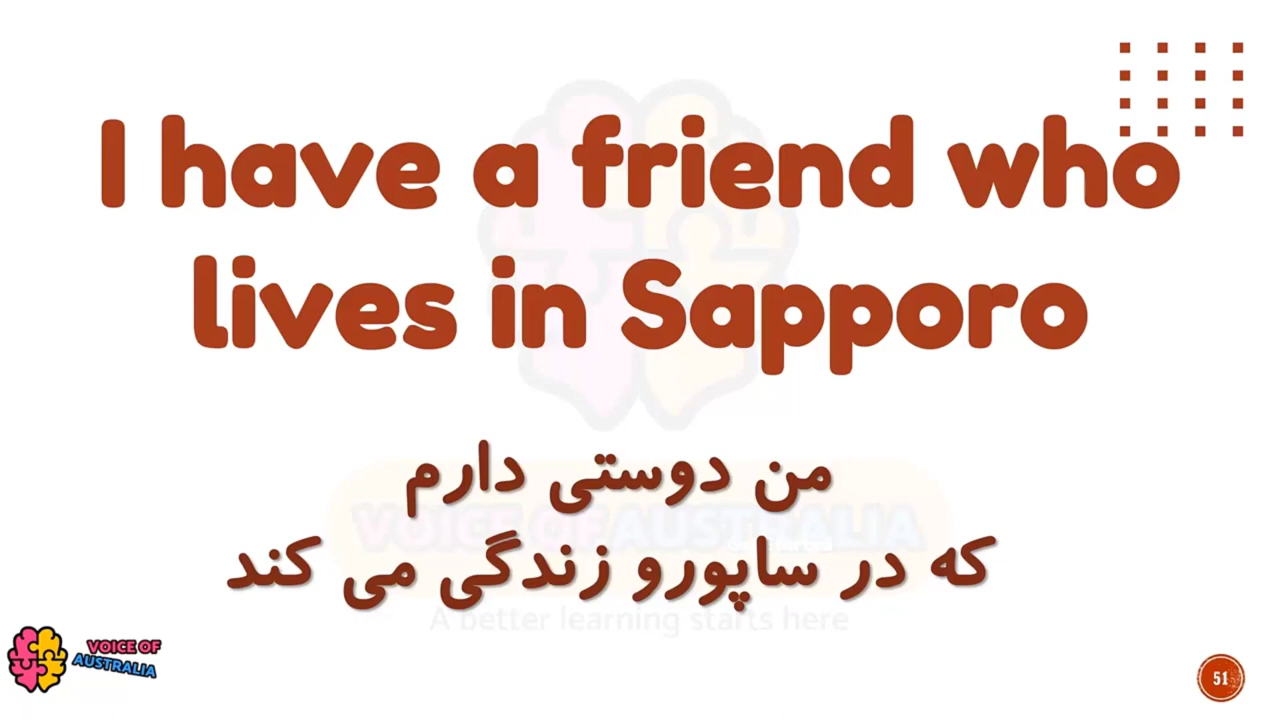 I have a friend who
lives in Sapporo
من دوستی دارم
که در ساپورو زندگی می کند
VOICE OF AUSTRALIA
A better learning starts here
VOICE OF
AUSTRALIA
51